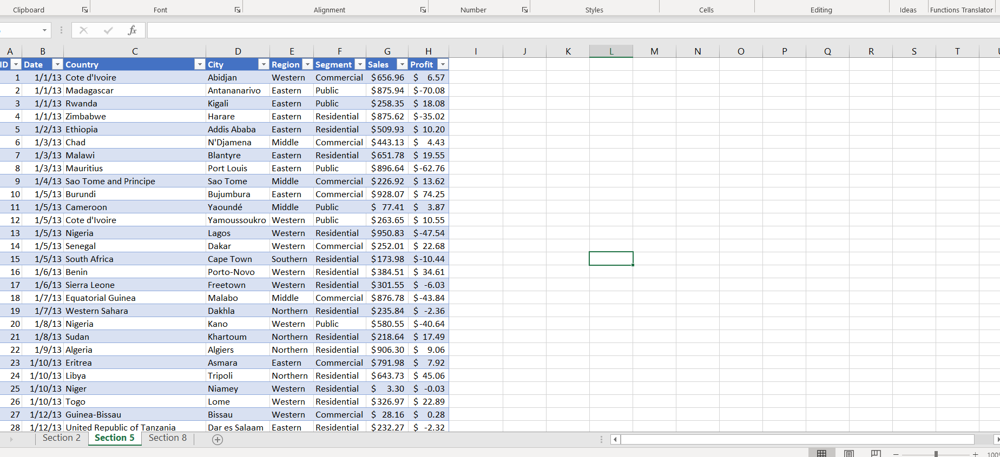 Clipboard Font Alignment Number Styles Cells Editing Ideas Functions Translator
fx
A B C D E F G H I J K L M N O P Q R S T
ID Date Country City Region Segment Sales Profit
1 1/1/13 Cote d'Ivoire Abidjan Western Commercial $656.96 $ 6.57
2 1/1/13 Madagascar Antananarivo Eastern Public $875.94 $-70.08
3 1/1/13 Rwanda Kigali Eastern Public $258.35 $ 18.08
4 1/1/13 Zimbabwe Harare Eastern Residential $875.62 $-35.02
5 1/2/13 Ethiopia Addis Ababa Eastern Residential $509.93 $ 10.20
6 1/3/13 Chad N'Djamena Middle Commercial $443.13 $ 4.43
7 1/3/13 Malawi Blantyre Eastern Residential $651.78 $ 19.55
8 1/3/13 Mauritius Port Louis Eastern Public $896.64 $-62.76
9 1/4/13 Sao Tome and Principe Sao Tome Middle Commercial $226.92 $ 13.62
10 1/5/13 Burundi Bujumbura Eastern Commercial $928.07 $ 74.25
11 1/5/13 Cameroon Yaoundé Middle Public $ 77.41 $ 3.87
12 1/5/13 Cote d'Ivoire Yamoussoukro Western Public $263.65 $ 10.55
13 1/5/13 Nigeria Lagos Western Residential $950.83 $-47.54
14 1/5/13 Senegal Dakar Western Commercial $252.01 $ 22.68
15 1/5/13 South Africa Cape Town Southern Residential $173.98 $-10.44
16 1/6/13 Benin Porto-Novo Western Residential $384.51 $ 34.61
17 1/6/13 Sierra Leone Freetown Western Residential $301.55 $ -6.03
18 1/7/13 Equatorial Guinea Malabo Middle Commercial $876.78 $-43.84
19 1/7/13 Western Sahara Dakhla Northern Residential $235.84 $ -2.36
20 1/8/13 Nigeria Kano Western Public $580.55 $-40.64
21 1/8/13 Sudan Khartoum Northern Residential $218.64 $ 17.49
22 1/9/13 Algeria Algiers Northern Residential $906.30 $ 9.06
23 1/10/13 Eritrea Asmara Eastern Commercial $791.98 $ 7.92
24 1/10/13 Libya Tripoli Northern Residential $643.73 $ 45.06
25 1/10/13 Niger Niamey Western Residential $ 3.30 $ -0.03
26 1/10/13 Togo Lome Western Residential $326.97 $ 22.89
27 1/12/13 Guinea-Bissau Bissau Western Commercial $ 28.16 $ 0.28
28 1/12/13 United Republic of Tanzania Dar es Salaam Eastern Residential $232.27 $ -2.32
Section 2 Section 5 Section 8